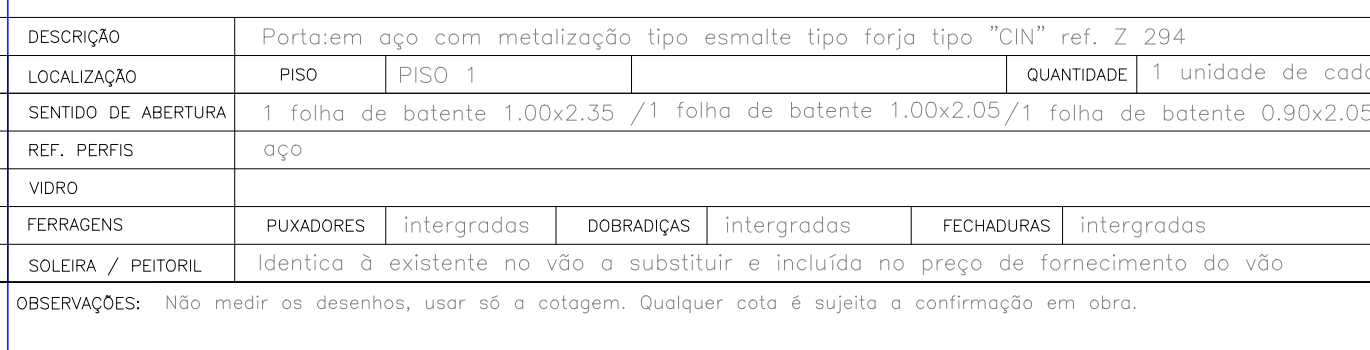 DESCRIÇÃO Porta:em aço com metalização tipo esmalte tipo forja tipo "CIN" ref. Z 294
LOCALIZAÇÃO PISO PISO 1 QUANTIDADE 1 unidade de cada
SENTIDO DE ABERTURA 1 folha de batente 1.00x2.35 /1 folha de batente 1.00x2.05/1 folha de batente 0.90x2.05
REF. PERFIS aço
VIDRO
FERRAGENS PUXADORES intergradas DOBRADIÇAS intergradas FECHADURAS intergradas
SOLEIRA / PEITORIL Identica à existente no vão a substituir e incluída no preço de fornecimento do vão
OBSERVAÇÕES: Não medir os desenhos, usar só a cotagem. Qualquer cota é sujeita a confirmação em obra.